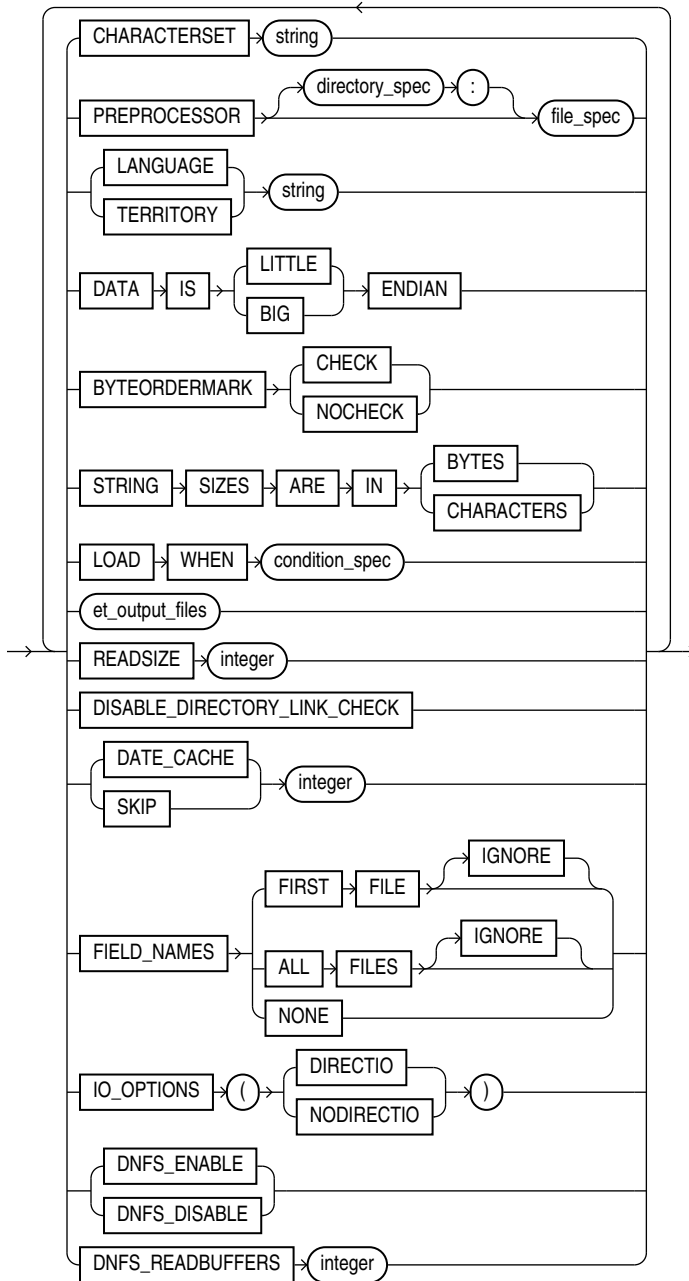 CHARACTERSET string
directory_spec :
PREPROCESSOR file_spec
LANGUAGE
string
TERRITORY
LITTLE
DATA IS ENDIAN
BIG
CHECK
BYTEORDERMARK
NOCHECK
BYTES
STRING SIZES ARE IN
CHARACTERS
LOAD WHEN condition_spec
et_output_files
READSIZE integer
DISABLE_DIRECTORY_LINK_CHECK
DATE_CACHE
integer
SKIP
IGNORE
FIRST FILE
IGNORE
FIELD_NAMES
ALL FILES
NONE
DIRECTIO
IO_OPTIONS ( )
NODIRECTIO
DNFS_ENABLE
DNFS_DISABLE
DNFS_READBUFFERS integer